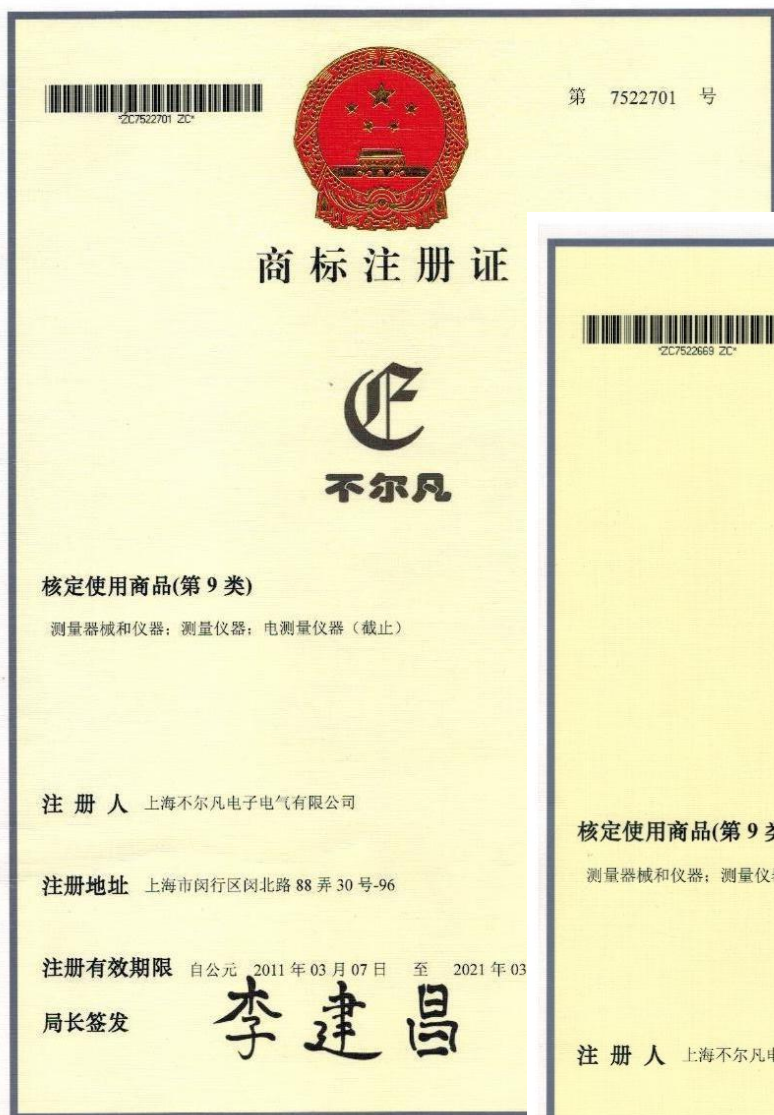 *ZC7522701 ZC*
第 7522701 号
商标注册证
不尔凡
核定使用商品(第 9 类)
测量器械和仪器；测量仪器；电测量仪器（截止）
注 册 人 上海不尔凡电子电气有限公司
注册地址 上海市闵行区闵北路 88 弄 30 号-96
注册有效期限 自公元 2011 年 03 月 07 日 至 2021 年 03
局长签发 李建昌
*ZC7522669 ZC*
核定使用商品(第 9
测量器械和仪器；测量仪
注 册 人 上海不尔凡